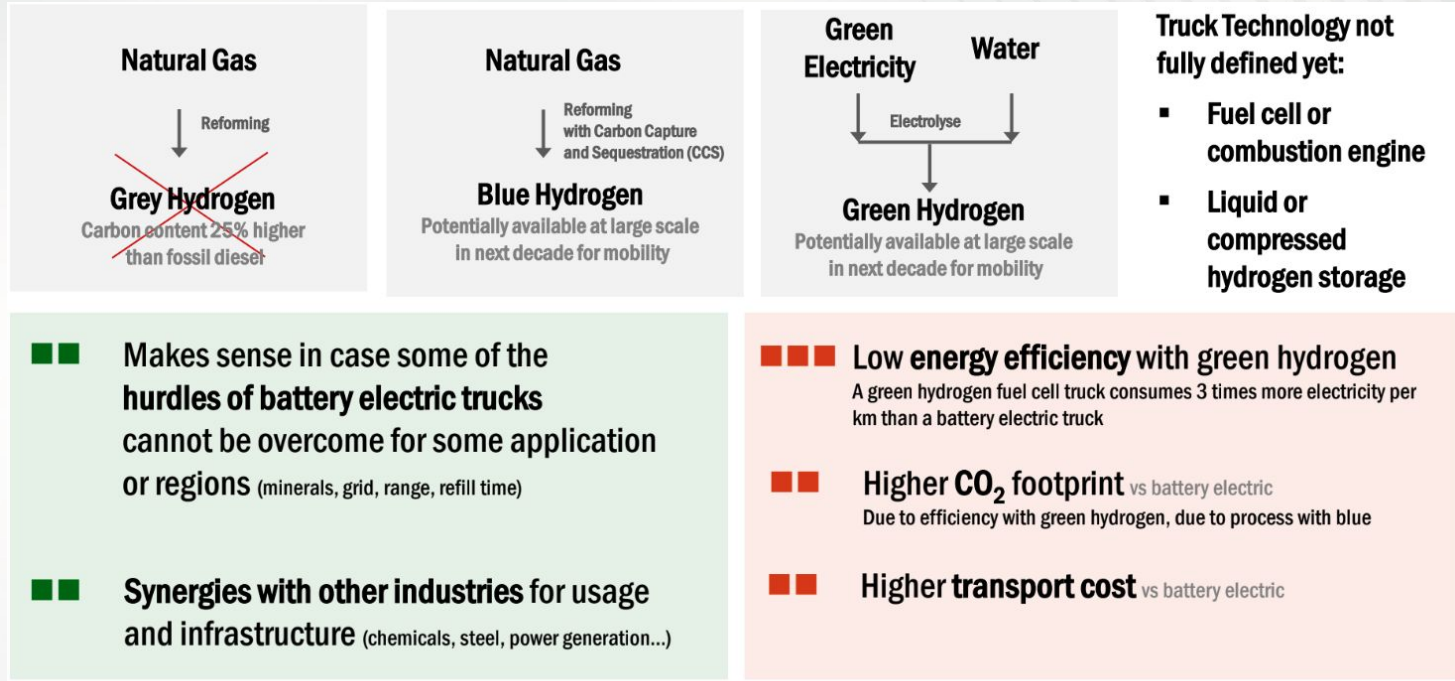 Natural Gas
Reforming
Grey Hydrogen
Carbon content 25% higher
than fossil diesel
Natural Gas
Reforming
with Carbon Capture
and Sequestration (CCS)
Blue Hydrogen
Potentially available at large scale
in next decade for mobility
Green
Electricity
Water
Electrolyse
Green Hydrogen
Potentially available at large scale
in next decade for mobility
Truck Technology not
fully defined yet:
▪ Fuel cell or
combustion engine
▪ Liquid or
compressed
hydrogen storage
Makes sense in case some of the
hurdles of battery electric trucks
cannot be overcome for some application
or regions (minerals, grid, range, refill time)
Synergies with other industries for usage
and infrastructure (chemicals, steel, power generation...)
Low energy efficiency with green hydrogen
A green hydrogen fuel cell truck consumes 3 times more electricity per
km than a battery electric truck
Higher CO₂ footprint vs battery electric
Due to efficiency with green hydrogen, due to process with blue
Higher transport cost vs battery electric